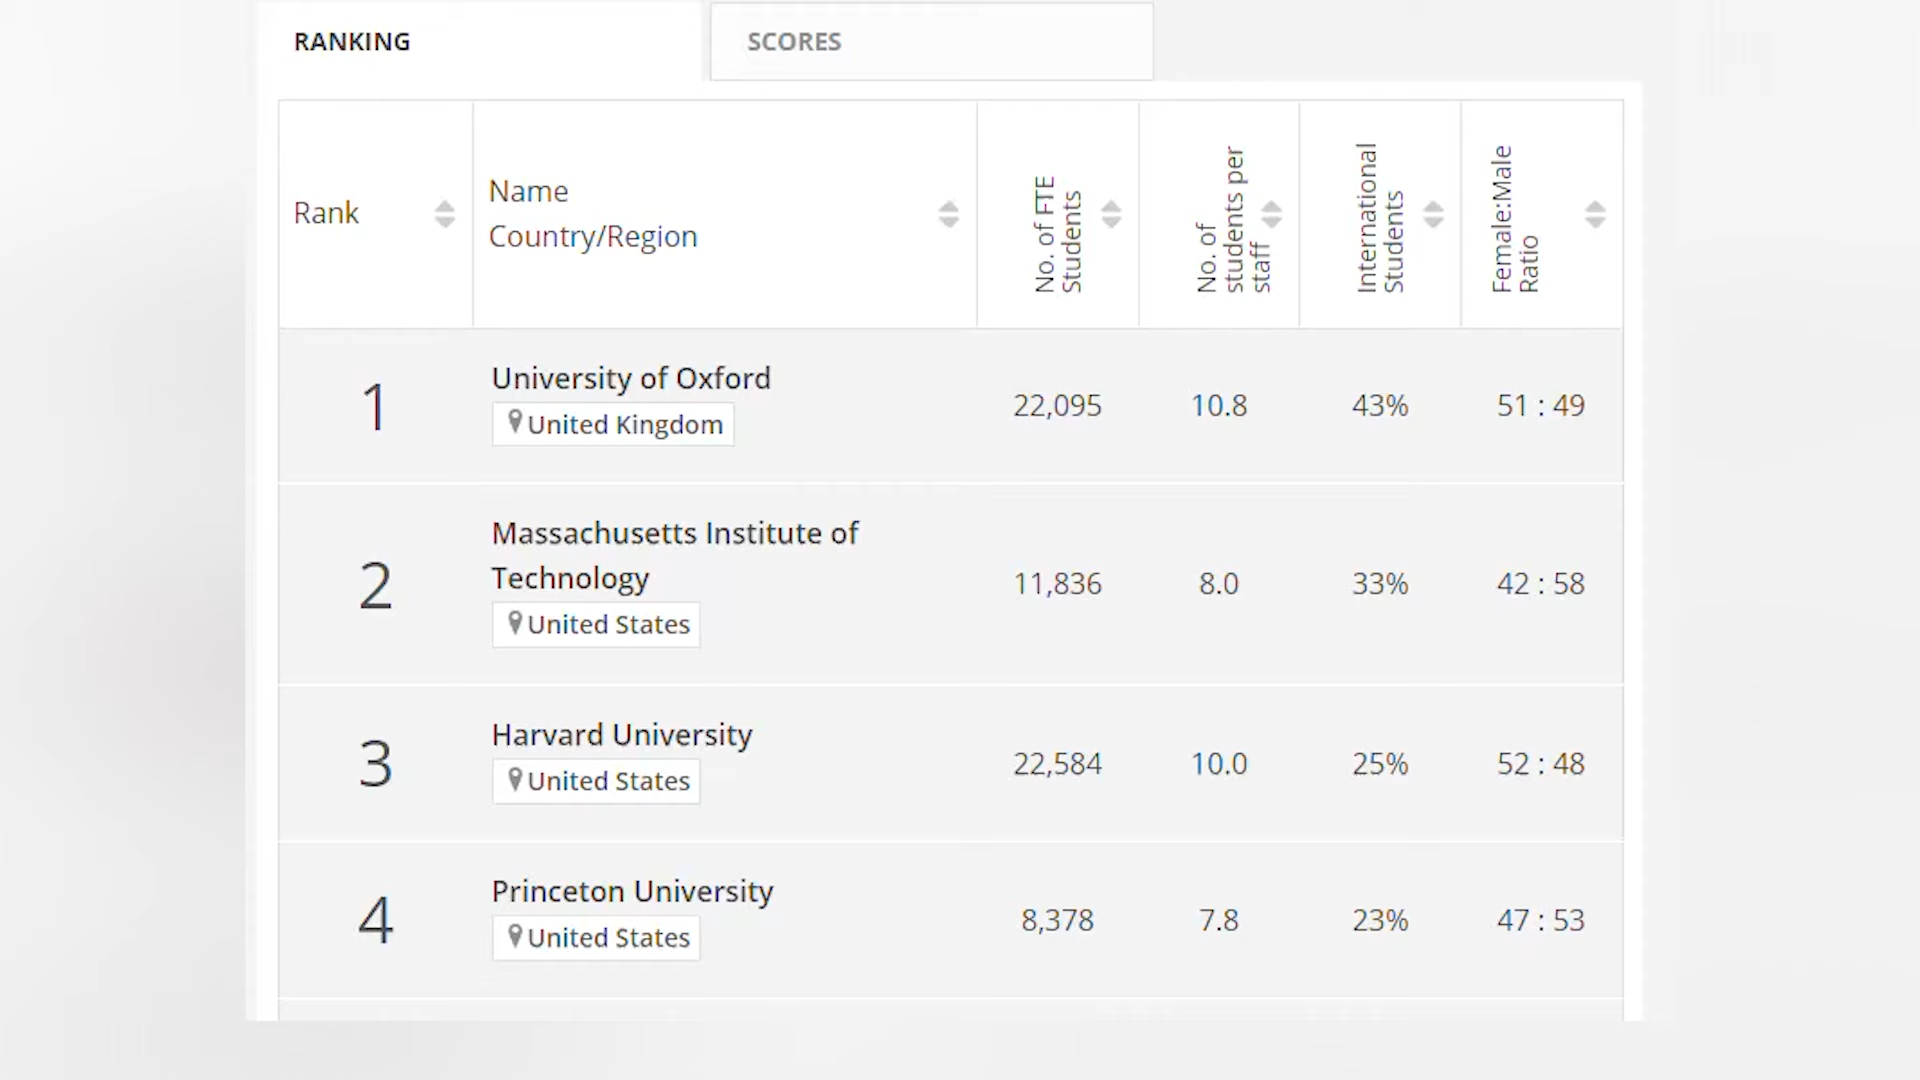 RANKING
SCORES
Rank
Name
Country/Region
No. of FTE
Students
No. of
students per
staff
International
Students
Female:Male
Ratio
1
University of Oxford
United Kingdom
22,095
10.8
43%
51 : 49
2
Massachusetts Institute of
Technology
United States
11,836
8.0
33%
42 : 58
3
Harvard University
United States
22,584
10.0
25%
52 : 48
4
Princeton University
United States
8,378
7.8
23%
47 : 53